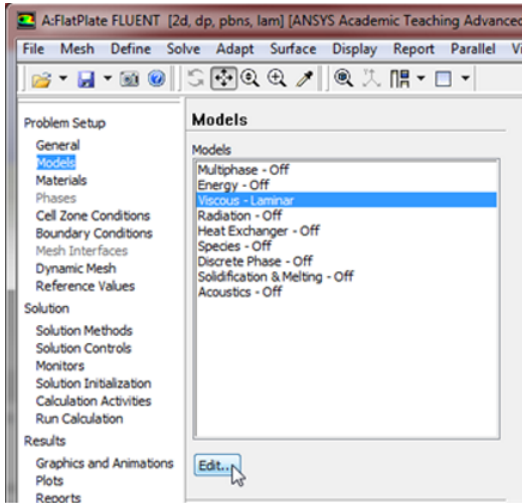 A:FlatPlate FLUENT [2d, dp, pbns, lam] [ANSYS Academic Teaching Advanced
File Mesh Define Solve Adapt Surface Display Report Parallel
Problem Setup
General
Models
Materials
Phases
Cell Zone Conditions
Boundary Conditions
Mesh Interfaces
Dynamic Mesh
Reference Values
Solution
Solution Methods
Solution Controls
Monitors
Solution Initialization
Calculation Activities
Run Calculation
Results
Graphics and Animations
Plots
Reports
Models
Models
Multiphase - Off
Energy - Off
Viscous - Laminar
Radiation - Off
Heat Exchanger - Off
Species - Off
Discrete Phase - Off
Solidification & Melting - Off
Acoustics - Off
Edit...